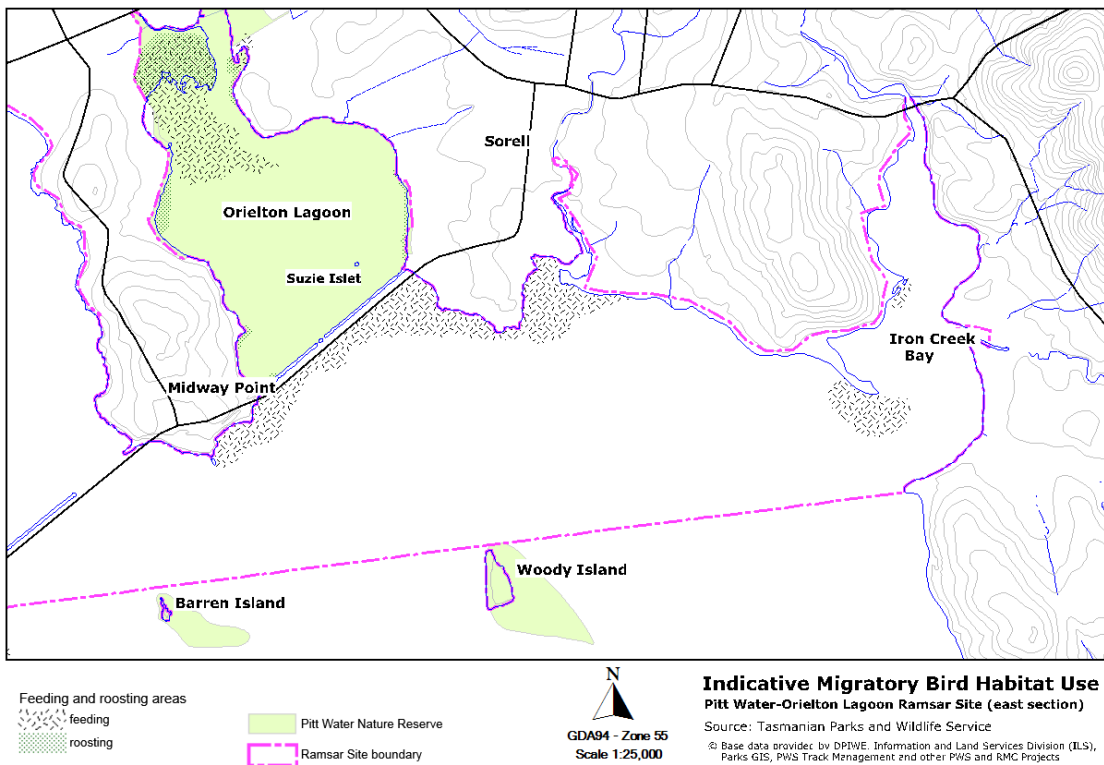 Sorell
Orielton Lagoon
Suzie Islet
Iron Creek
Bay
Midway Point
Woody Island
Barren Island
Feeding and roosting areas
feeding
roosting
Pitt Water Nature Reserve
Ramsar Site boundary
N
GDA94 - Zone 55
Scale 1:25,000
Indicative Migratory Bird Habitat Use
Pitt Water-Orielton Lagoon Ramsar Site (east section)
Source: Tasmanian Parks and Wildlife Service
© Base data provided by DPIWE. Information and Land Services Division (ILS),
Parks GIS, PWS Track Management and other PWS and RMC Projects